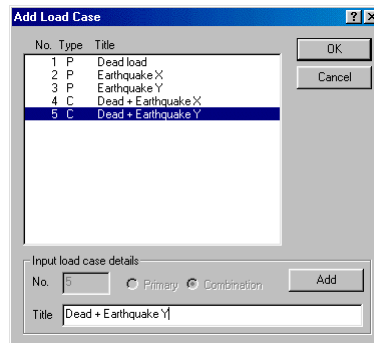 Add Load Case
No. Type Title
OK
1 P Dead load
2 P Earthquake X
3 P Earthquake Y
Cancel
4 C Dead + Earthquake X
5 C Dead + Earthquake Y
Input load case details
No. 5 Primary Combination Add
Title Dead + Earthquake Y